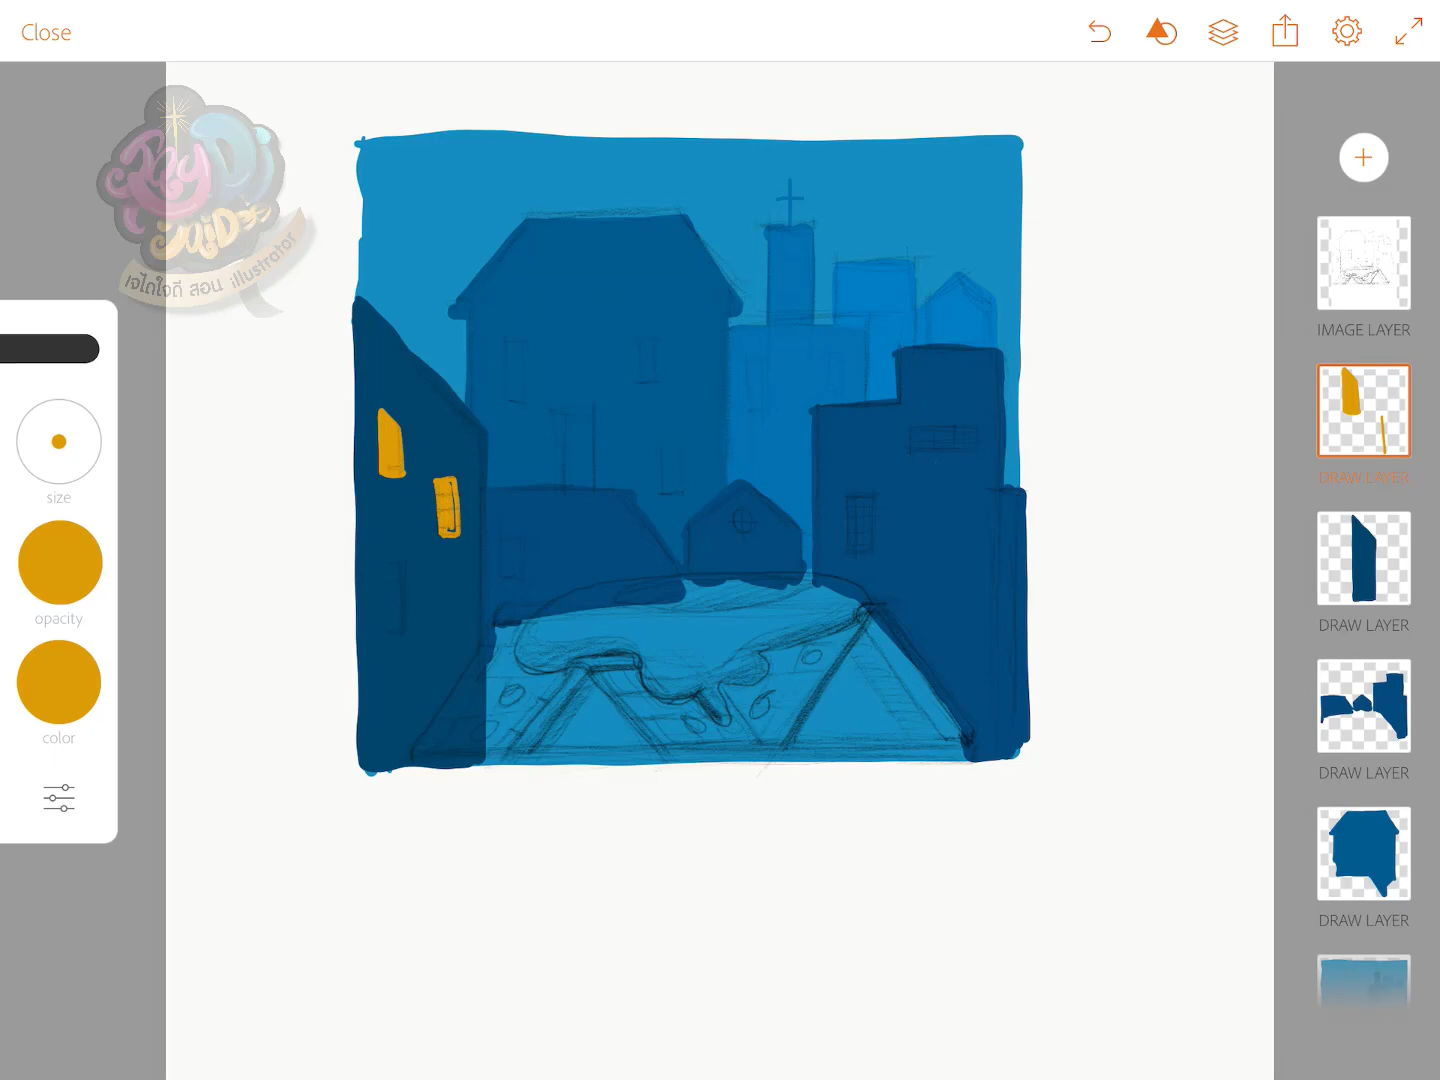 Close
เจไดใจดี สอน illustrator
size
opacity
color
IMAGE LAYER
DRAW LAYER
DRAW LAYER
DRAW LAYER
DRAW LAYER